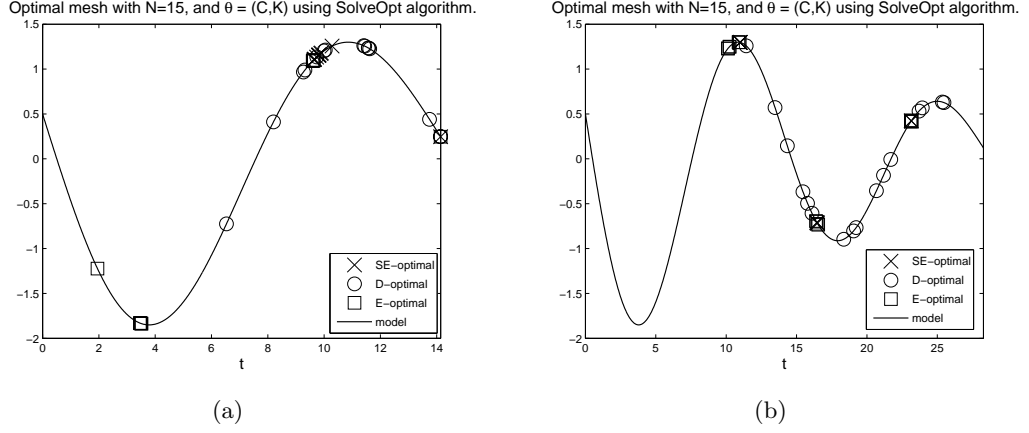 Optimal mesh with N=15, and θ = (C,K) using SolveOpt algorithm.
1.5
1
0.5
0
−0.5
−1
−1.5
−2
0 2 4 6 8 10 12 14
t
SE−optimal
D−optimal
E−optimal
model
(a)
Optimal mesh with N=15, and θ = (C,K) using SolveOpt algorithm.
1.5
1
0.5
0
−0.5
−1
−1.5
−2
0 5 10 15 20 25
t
SE−optimal
D−optimal
E−optimal
model
(b)